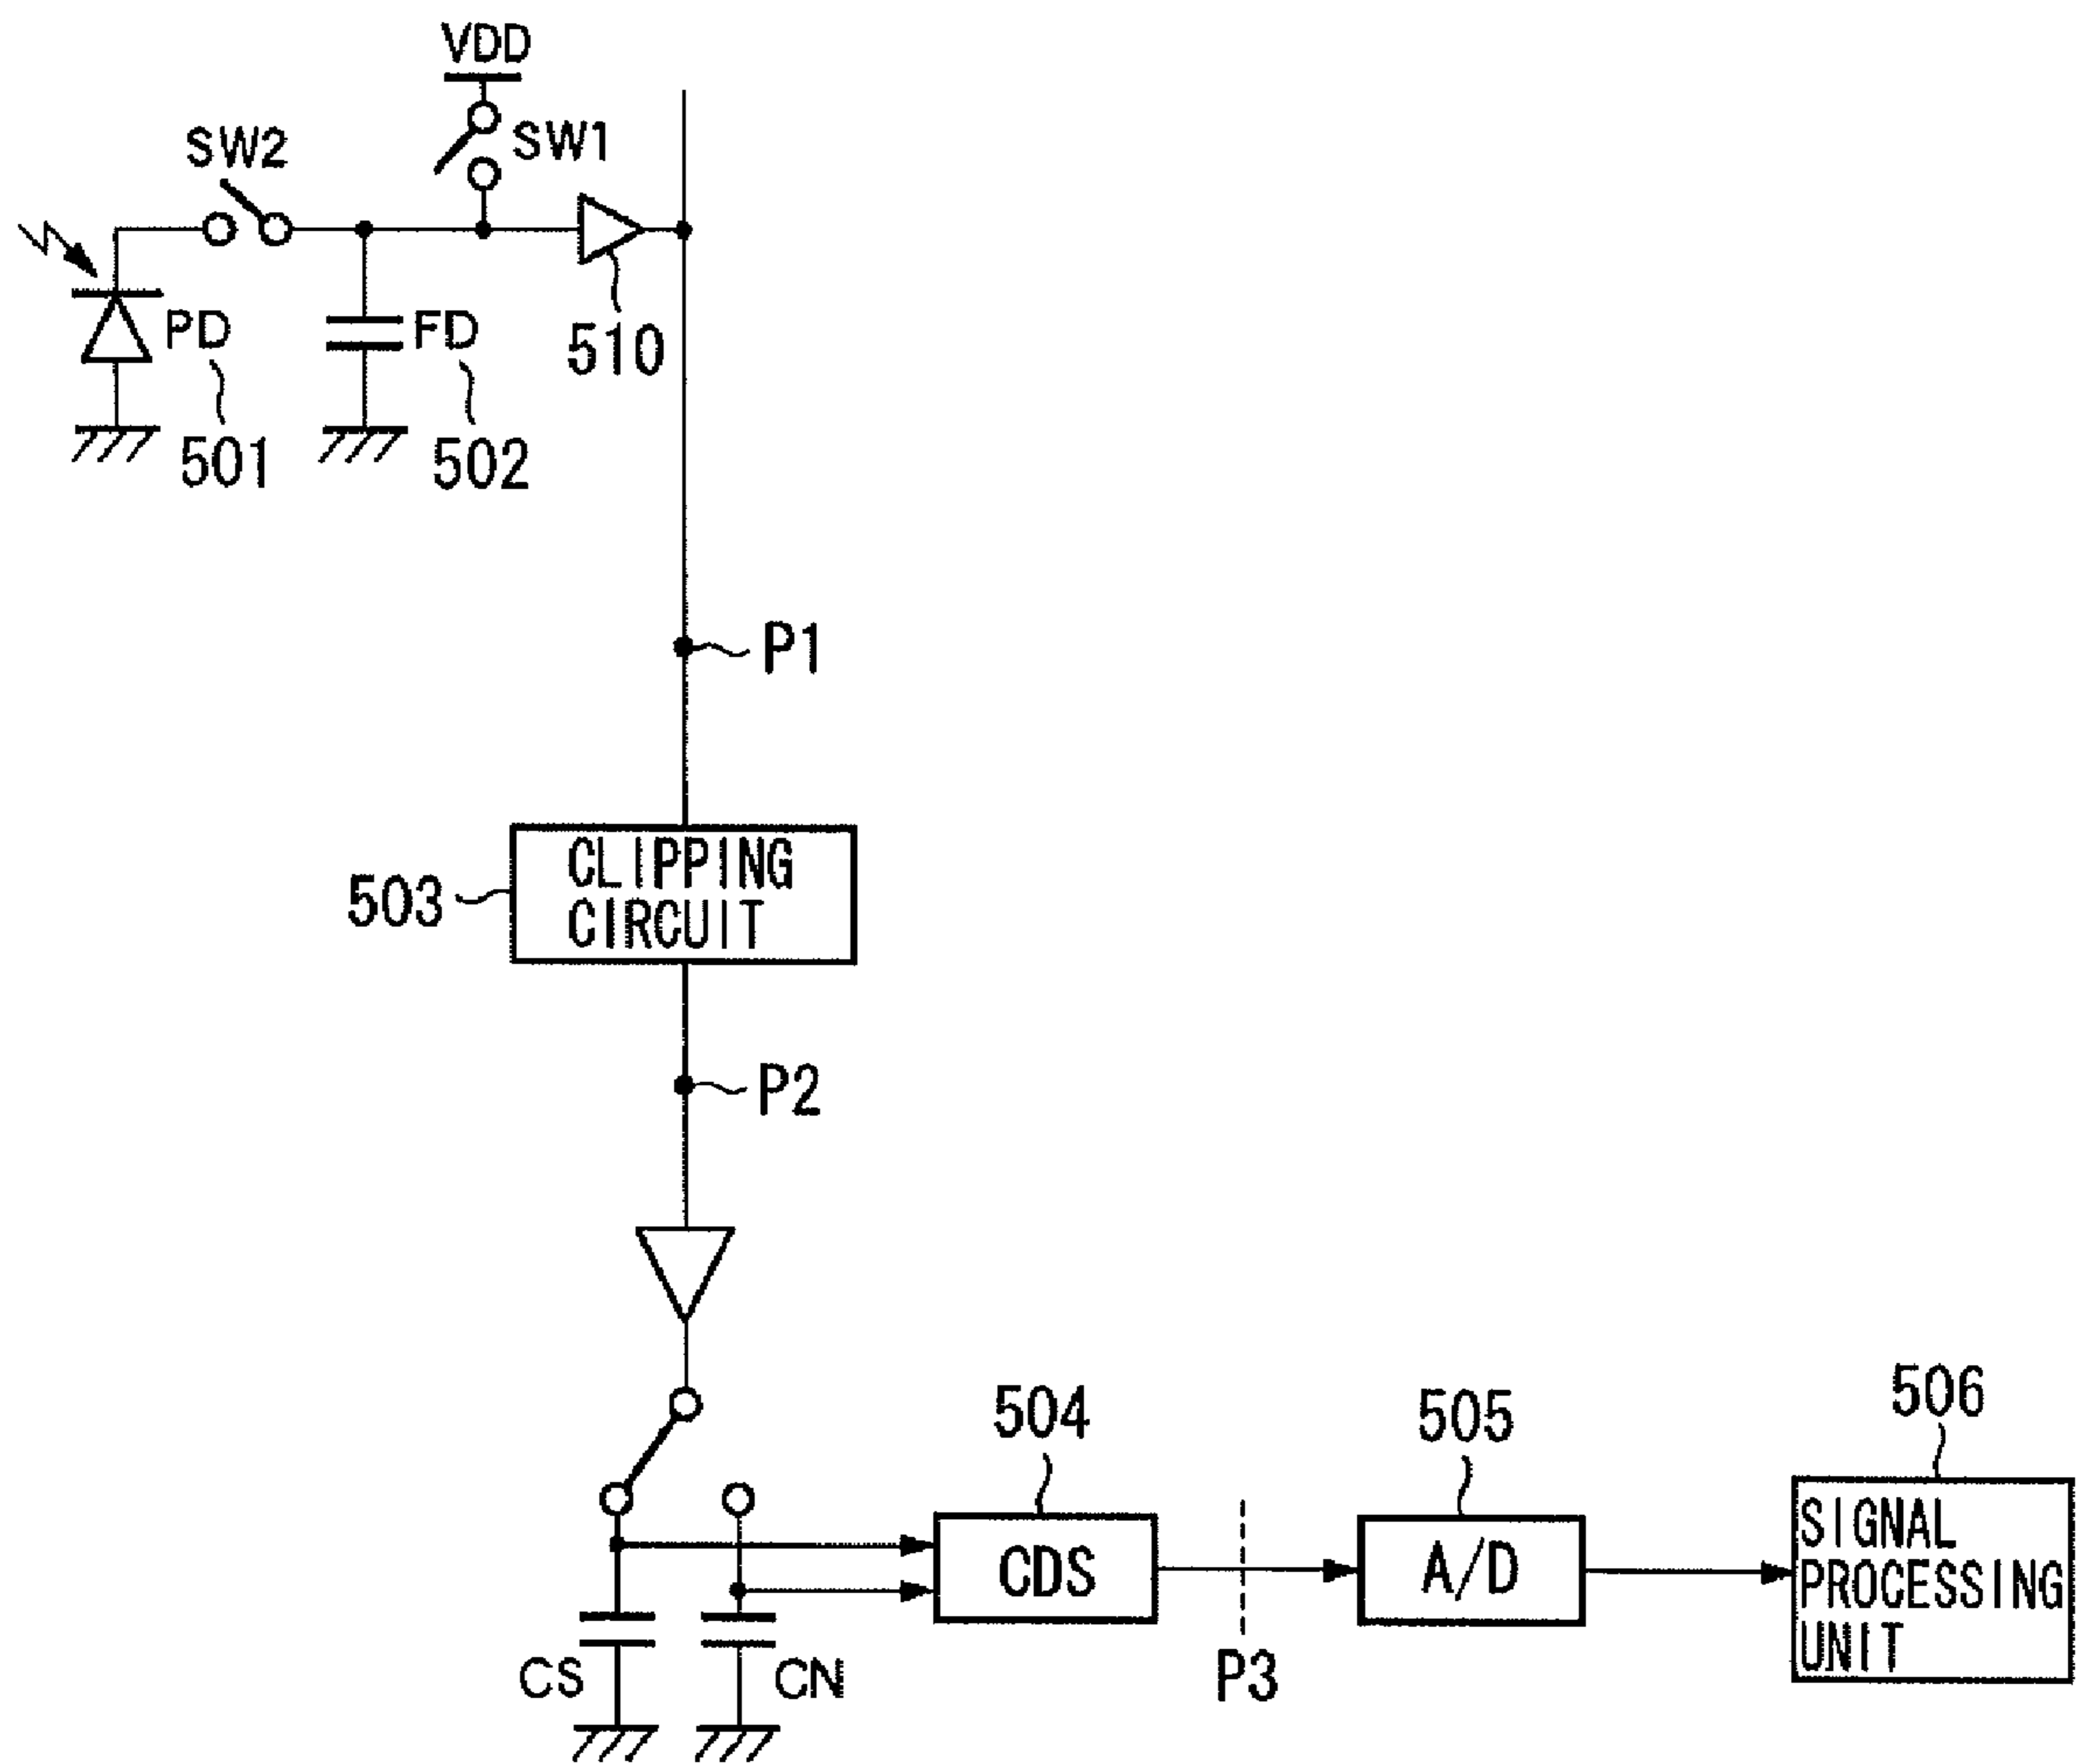 VDD
SW2
SW1
PD
FD
510
501
502
P1
503
CLIPPING
CIRCUIT
P2
504
505
506
CDS
A/D
SIGNAL
PROCESSING
UNIT
CS
CN
P3